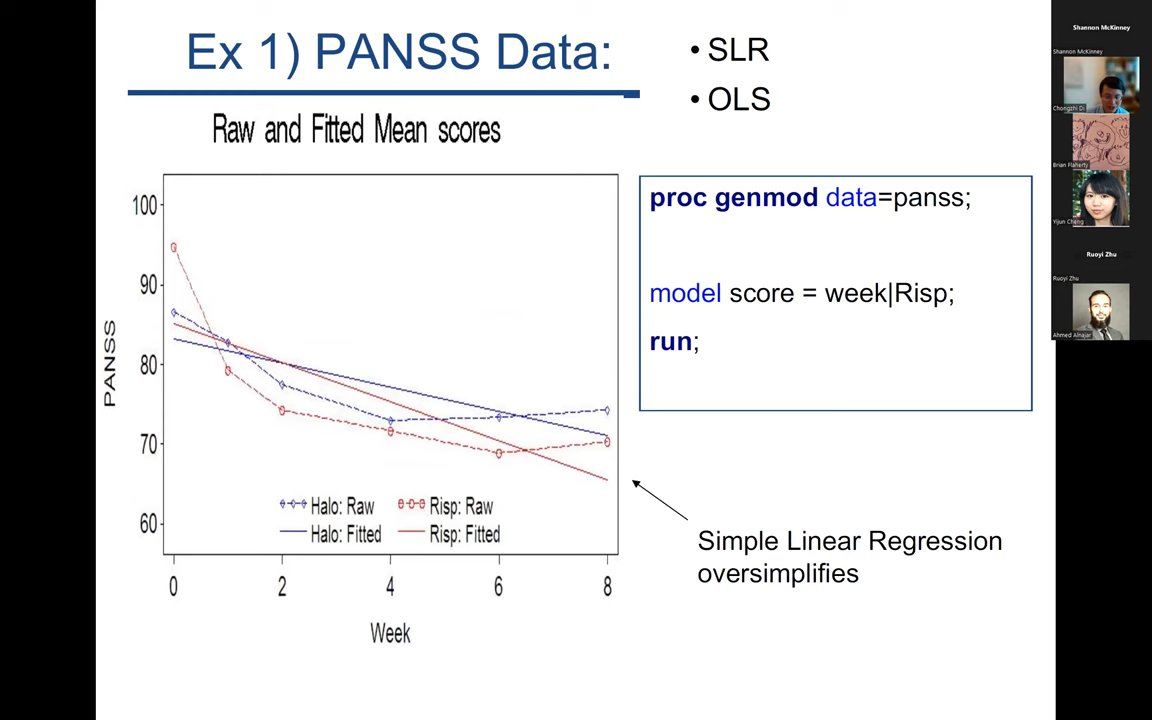 Ex 1) PANSS Data:
• SLR
• OLS
Raw and Fitted Mean scores
PANSS
100
90
80
70
60
Halo: Raw
Risp: Raw
Halo: Fitted
Risp: Fitted
0 2 4 6 8
Week
proc genmod data=panss;
model score = week|Risp;
run;
Simple Linear Regression
oversimplifies
Shannon McKinney
Shannon McKinney
Chongzhi Di
Brian Flaherty
Yijun Cheng
Ruoyi Zhu
Ruoyi Zhu
Ahmed Alnajar